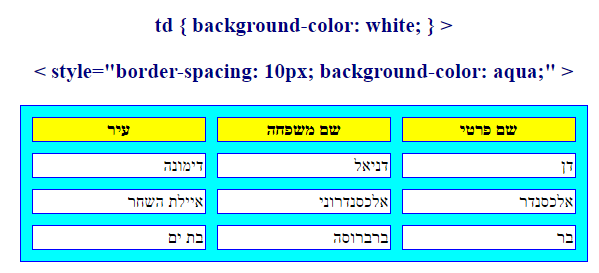 td { background-color: white; } >
< style="border-spacing: 10px; background-color: aqua;" >
שם פרטי שם משפחה עיר
דן דניאל דימונה
אלכסנדר אלכסנדרוני איילת השחר
בר ברברוסה בת ים